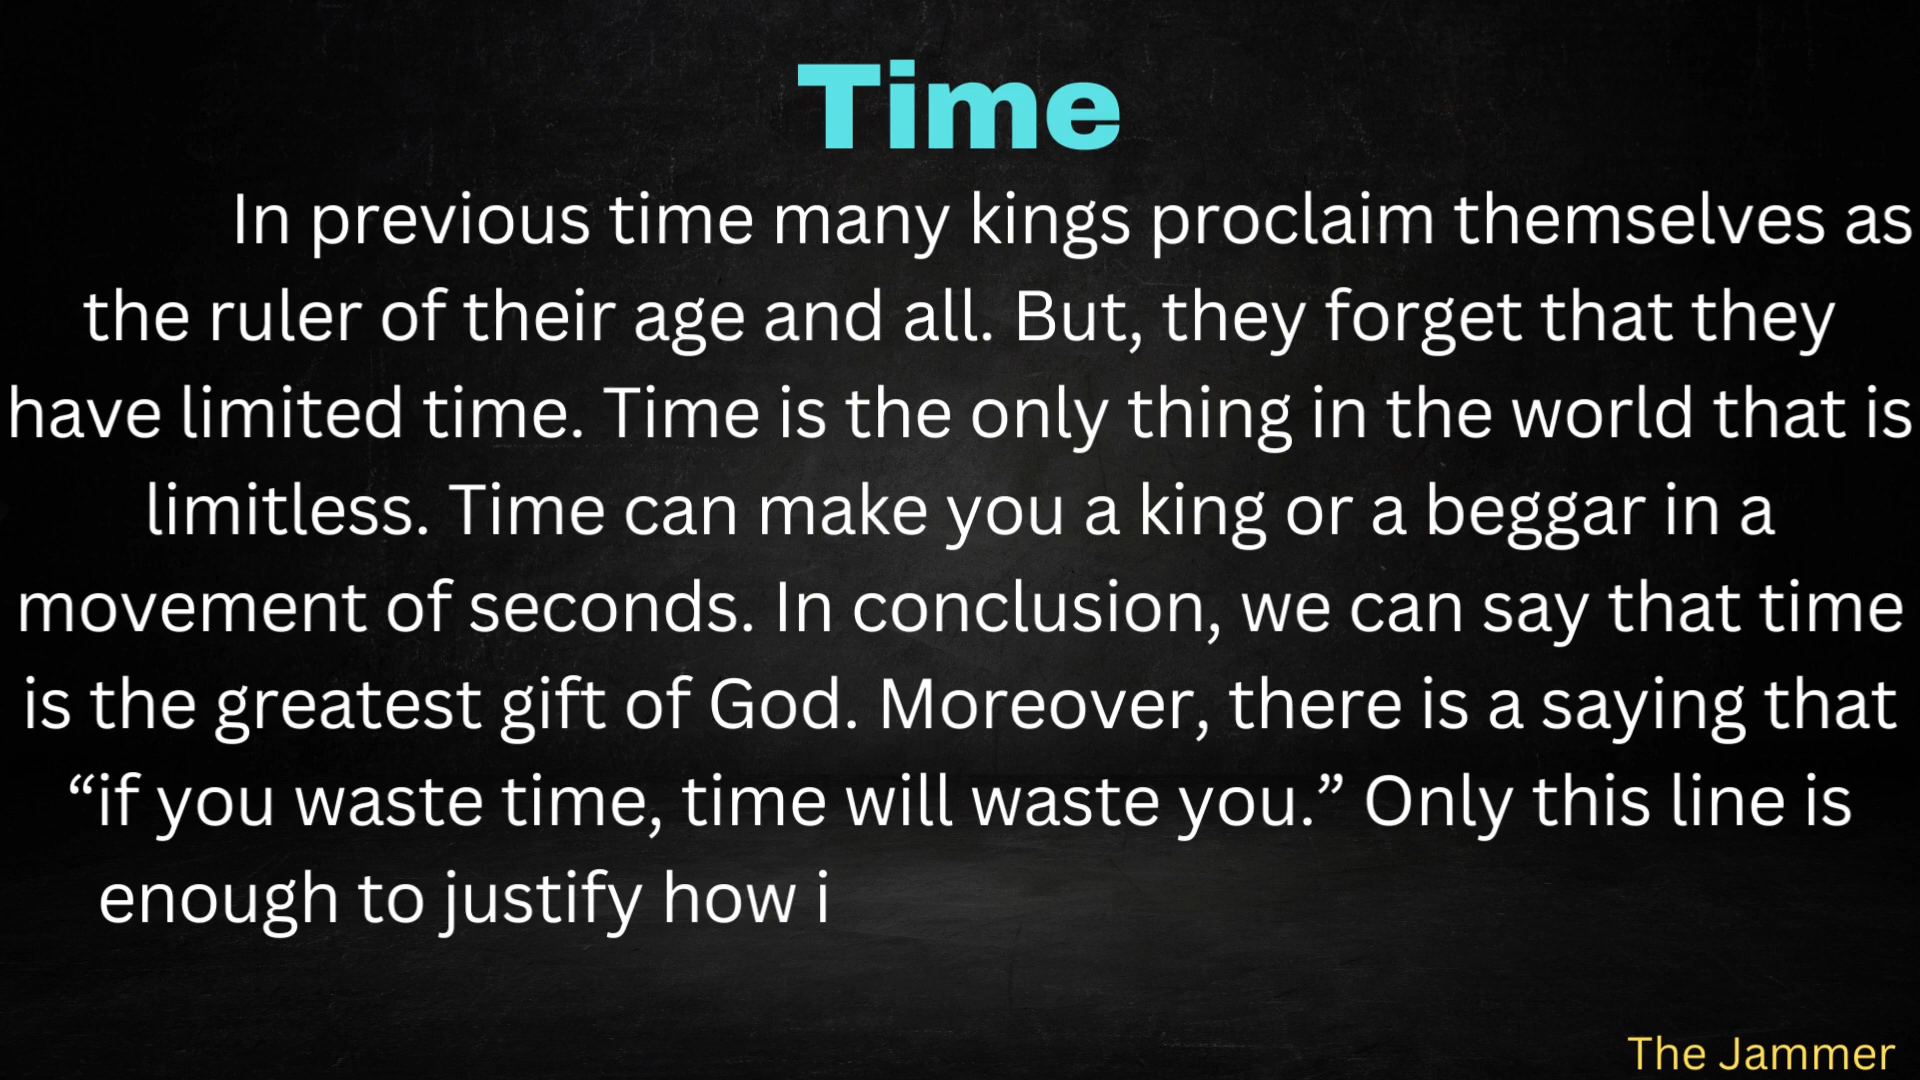 Time
In previous time many kings proclaim themselves as
the ruler of their age and all. But, they forget that they
have limited time. Time is the only thing in the world that is
limitless. Time can make you a king or a beggar in a
movement of seconds. In conclusion, we can say that time
is the greatest gift of God. Moreover, there is a saying that
“if you waste time, time will waste you.” Only this line is
enough to justify how i
The Jammer